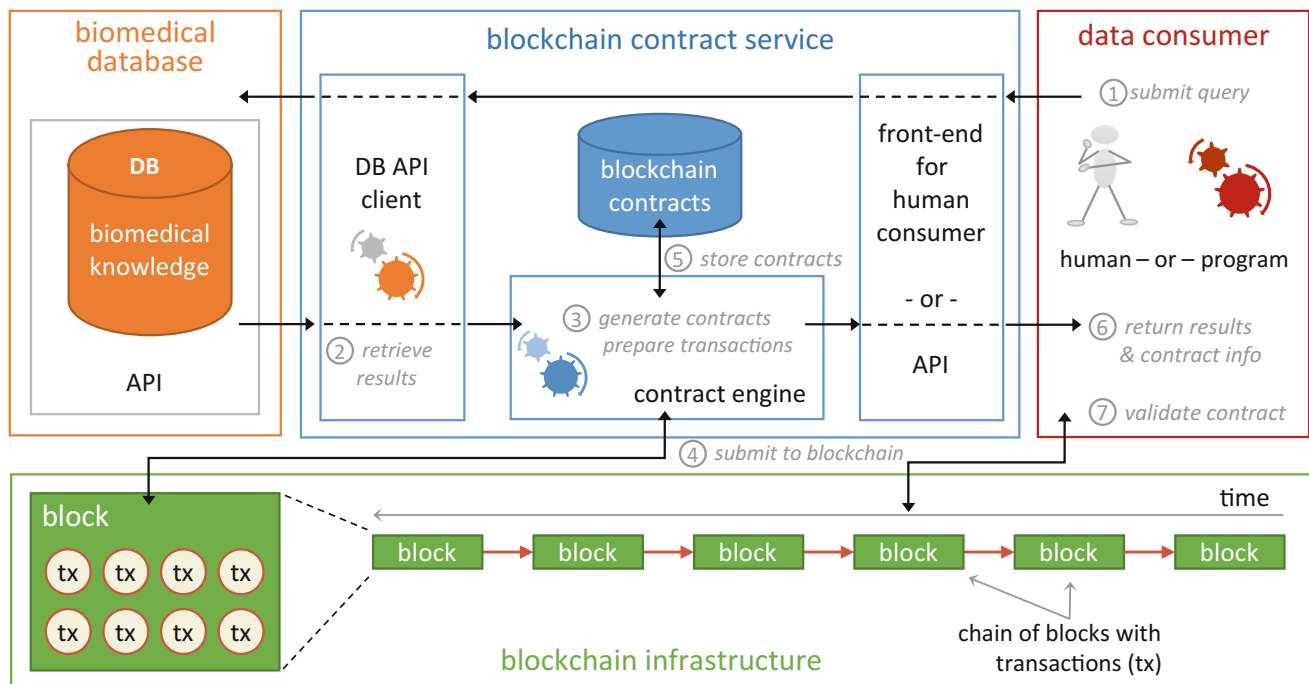 biomedical
database
DB
biomedical
knowledge
API
blockchain contract service
DB API
client
② retrieve
results
blockchain
contracts
⑤ store contracts
③ generate contracts
prepare transactions
contract engine
④ submit to blockchain
front-end
for
human
consumer
- or -
API
data consumer
① submit query
human – or – program
⑥ return results
& contract info
⑦ validate contract
block
tx tx tx tx
tx tx tx tx
time
block block block block block block
chain of blocks with
transactions (tx)
blockchain infrastructure